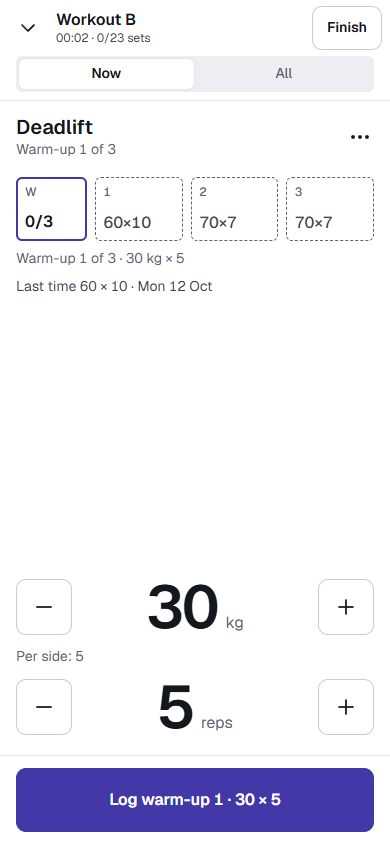 Workout B
00:02 · 0/23 sets
Finish
Now
All
Deadlift
Warm-up 1 of 3
W
0/3
1
60×10
2
70×7
3
70×7
Warm-up 1 of 3 · 30 kg × 5
Last time 60 × 10 · Mon 12 Oct
30 kg
Per side: 5
5 reps
Log warm-up 1 · 30 × 5